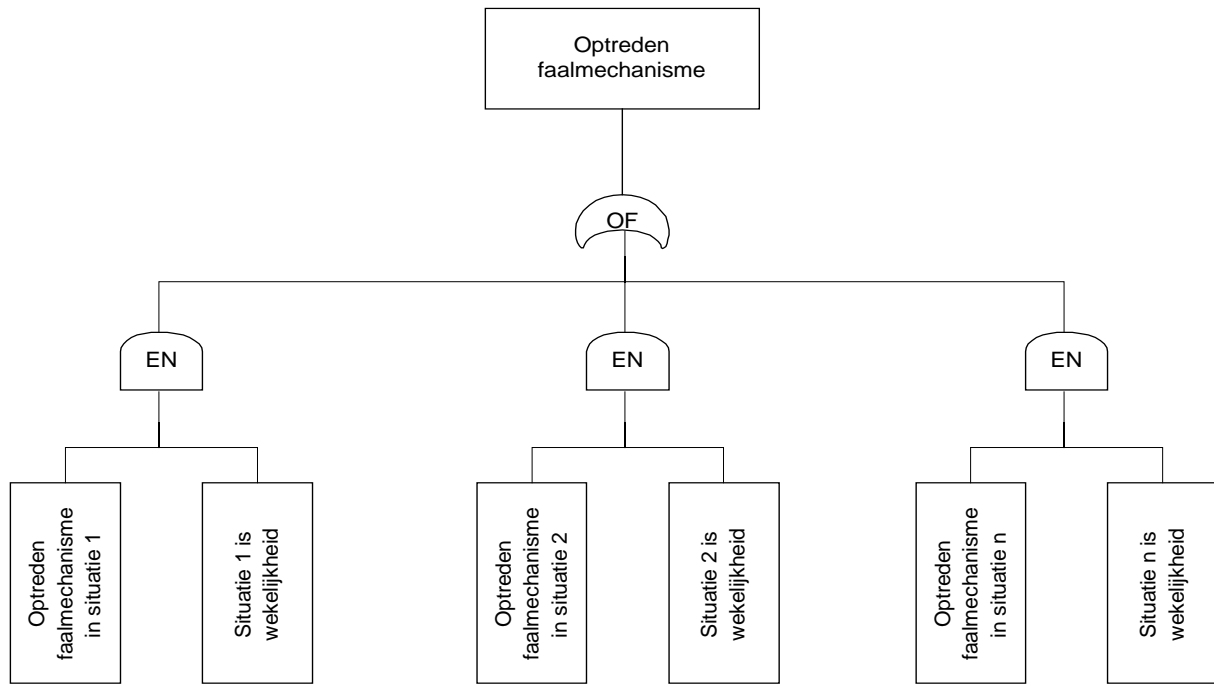 Optreden
faalmechanisme
OF
EN
EN
EN
Optreden
faalmechanisme
in situatie 1
Situatie 1 is
wekelijkheid
Optreden
faalmechanisme
in situatie 2
Situatie 2 is
wekelijkheid
Optreden
faalmechanisme
in situatie n
Situatie n is
wekelijkheid